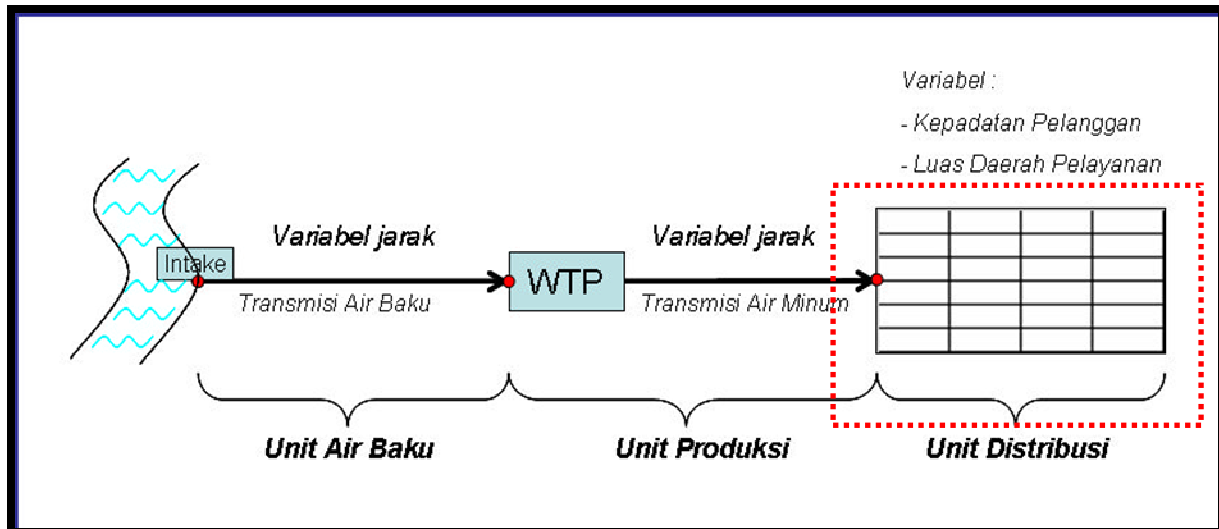 Variabel :
- Kepadatan Pelanggan
- Luas Daerah Pelayanan
Variabel jarak
Variabel jarak
Intake
WTP
Transmisi Air Baku
Transmisi Air Minum
Unit Air Baku
Unit Produksi
Unit Distribusi